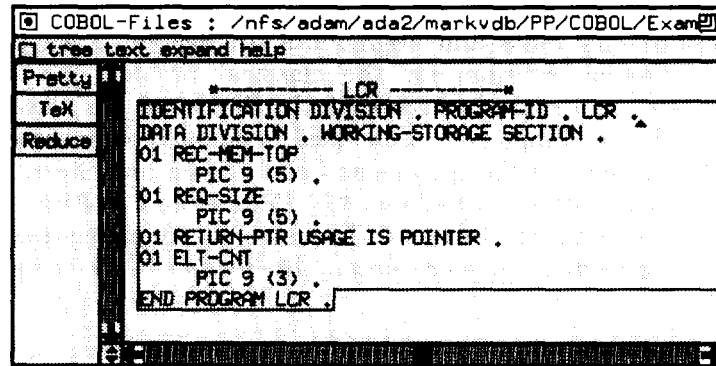 COBOL-Files : /nfs/adam/ada2/markvdb/PP/COBOL/Exam
tree text expand help
Pretty
TeX
Reduce
*------------ LCR ------------*
IDENTIFICATION DIVISION . PROGRAM-ID . LCR .
DATA DIVISION . WORKING-STORAGE SECTION .
01 REC-MEM-TOP
PIC 9 (5) .
01 REQ-SIZE
PIC 9 (5) .
01 RETURN-PTR USAGE IS POINTER .
01 ELT-CNT
PIC 9 (3) .
END PROGRAM LCR .